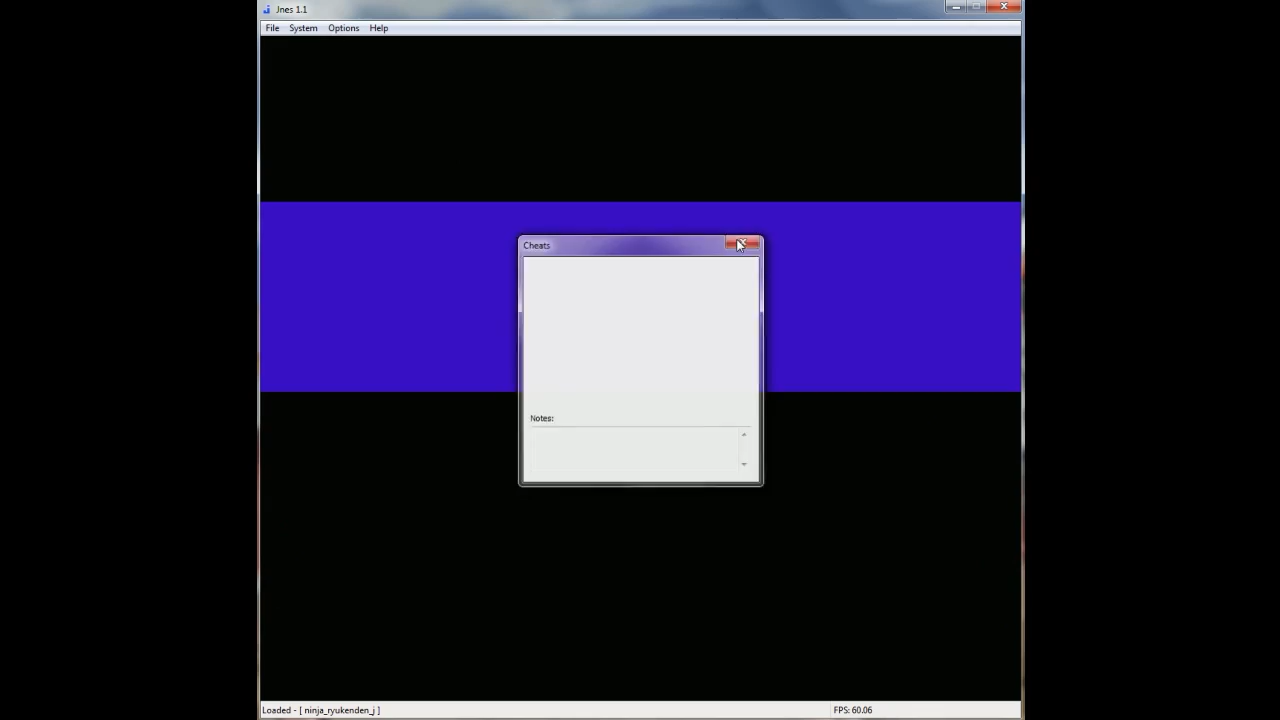 Jnes 1.1
File System Options Help
Cheats
Notes:
Loaded - [ ninja_ryukenden_j ] FPS: 60.06